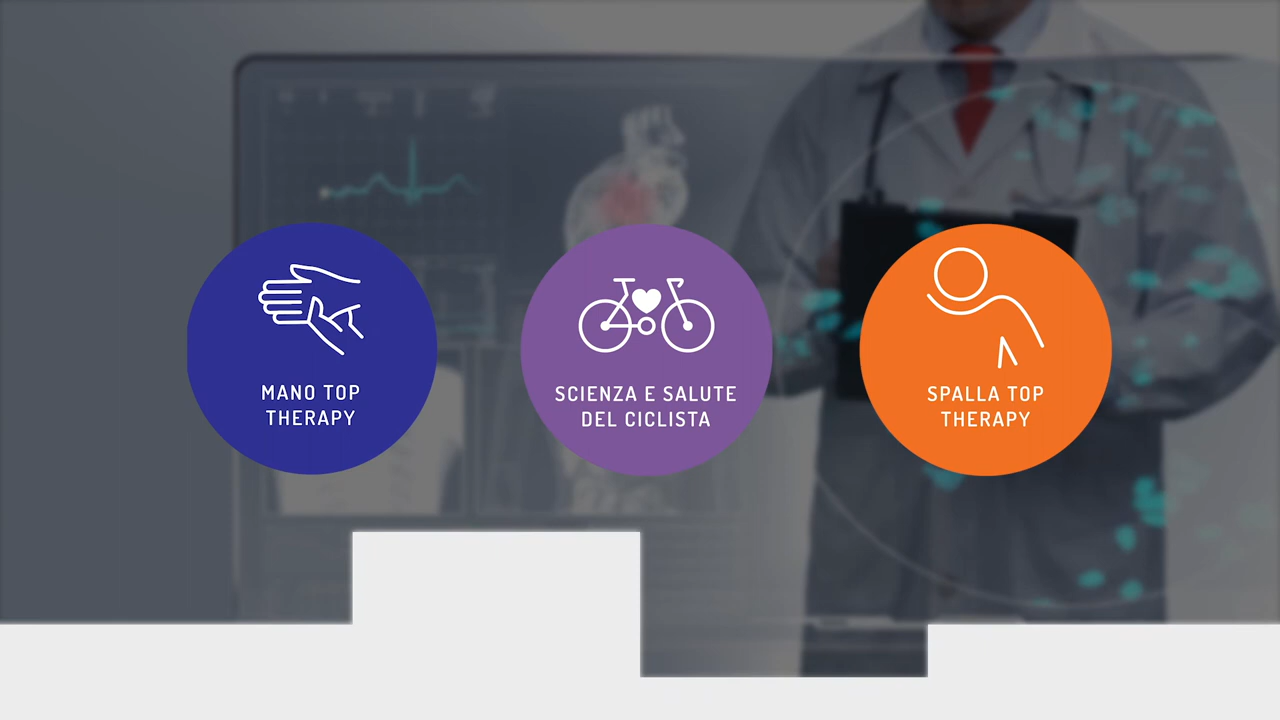 MANO TOP
THERAPY
SCIENZA E SALUTE
DEL CICLISTA
SPALLA TOP
THERAPY